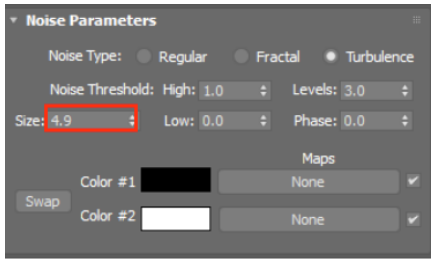 Noise Parameters
Noise Type: Regular Fractal Turbulence
Noise Threshold: High: 1.0 Levels: 3.0
Size: 4.9 Low: 0.0 Phase: 0.0
Maps
Color #1 None
Swap
Color #2 None